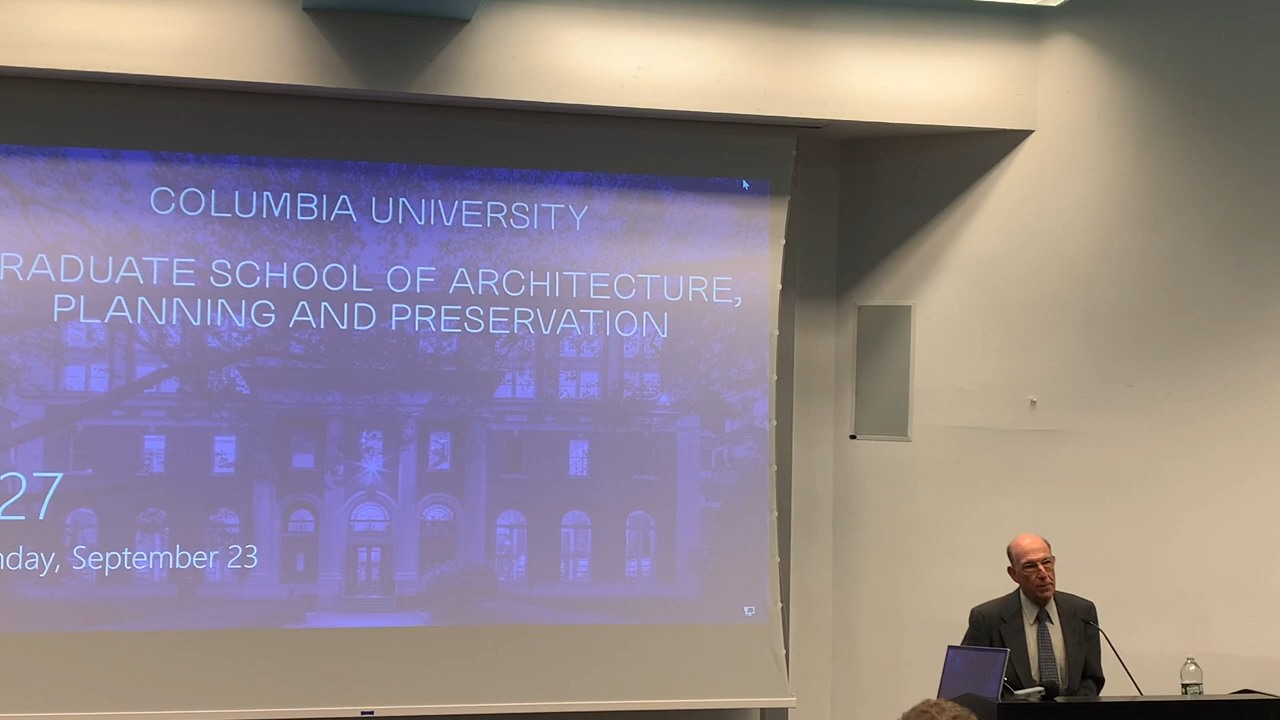 COLUMBIA UNIVERSITY
RADUATE SCHOOL OF ARCHITECTURE,
PLANNING AND PRESERVATION
27
nday, September 23